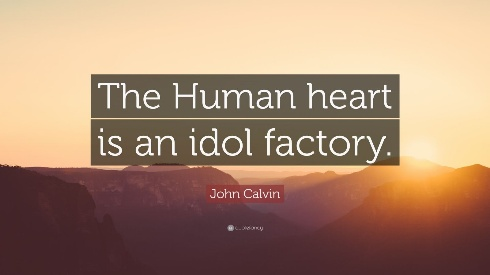 The Human heart
is an idol factory.
John Calvin